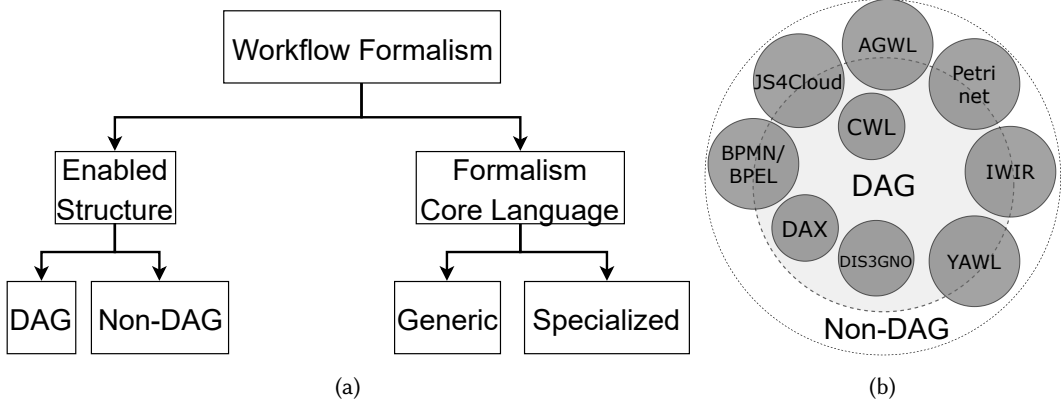 Workflow Formalism
Enabled
Structure
Formalism
Core Language
DAG
Non-DAG
Generic
Specialized
(a)
AGWL
JS4Cloud
Petri
net
CWL
BPMN/
BPEL
DAG
IWIR
DAX
DIS3GNO
YAWL
Non-DAG
(b)